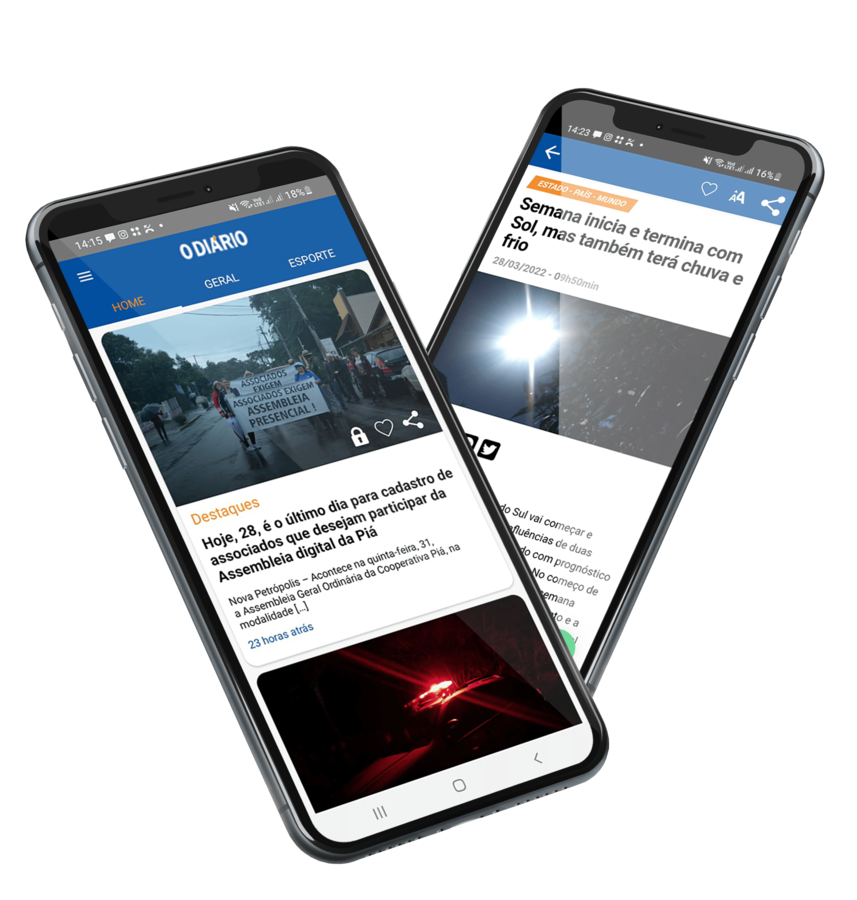 14:15
18%
O DIÁRIO
HOME
GERAL
ESPORTE
ASSOCIADOS
EXIGEM
ASSOCIADOS EXIGEM
ASSEMBLEIA
PRESENCIAL !
Destaques
Hoje, 28, é o último dia para cadastro de
associados que desejam participar da
Assembleia digital da Piá
Nova Petrópolis – Acontece na quinta-feira, 31,
a Assembleia Geral Ordinária da Cooperativa Piá, na
modalidade [...]
23 horas atrás
14:23
16%
AA
ESTADO - PAÍS - MUNDO
Semana inicia e termina com
Sol, mas também terá chuva e
frio
28/03/2022 - 09h50min
do Sul vai começar e
fluências de duas
do com prognóstico
No começo de
semana
to e a